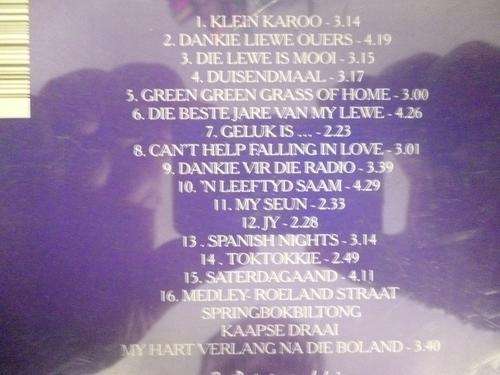 1. KLEIN KAROO - 3.14
2. DANKIE LIEWE OUERS - 4.19
3. DIE LEWE IS MOOI - 3.15
4. DUISENDMAAL - 3.17
5. GREEN GREEN GRASS OF HOME - 3.00
6. DIE BESTE JARE VAN MY LEWE - 4.26
7. GELUK IS ... - 2.23
8. CAN'T HELP FALLING IN LOVE - 3.01
9. DANKIE VIR DIE RADIO - 3.39
10. 'N LEEFTYD SAAM - 4.29
11. MY SEUN - 2.33
12. JY - 2.28
13 . SPANISH NIGHTS - 3.14
14 . TOKTOKKIE - 2.49
15. SATERDAGAAND - 4.11
16. MEDLEY- ROELAND STRAAT
SPRINGBOKBILTONG
KAAPSE DRAAI
MY HART VERLANG NA DIE BOLAND - 3.40